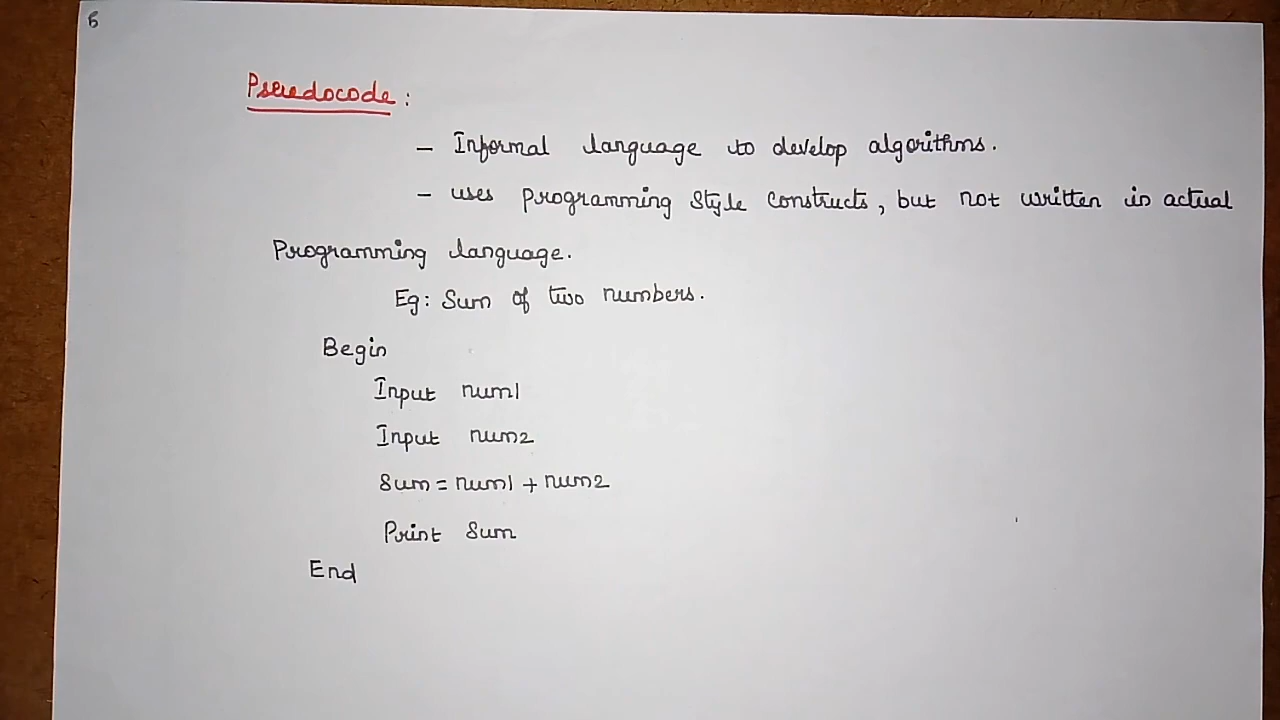 6
Pseudocode :
- Informal language to develop algorithms.
- uses programming style constructs, but not written in actual
Programming language.
Eg: Sum of two numbers.
Begin
Input num1
Input num2
Sum = num1 + num2
Print Sum
End